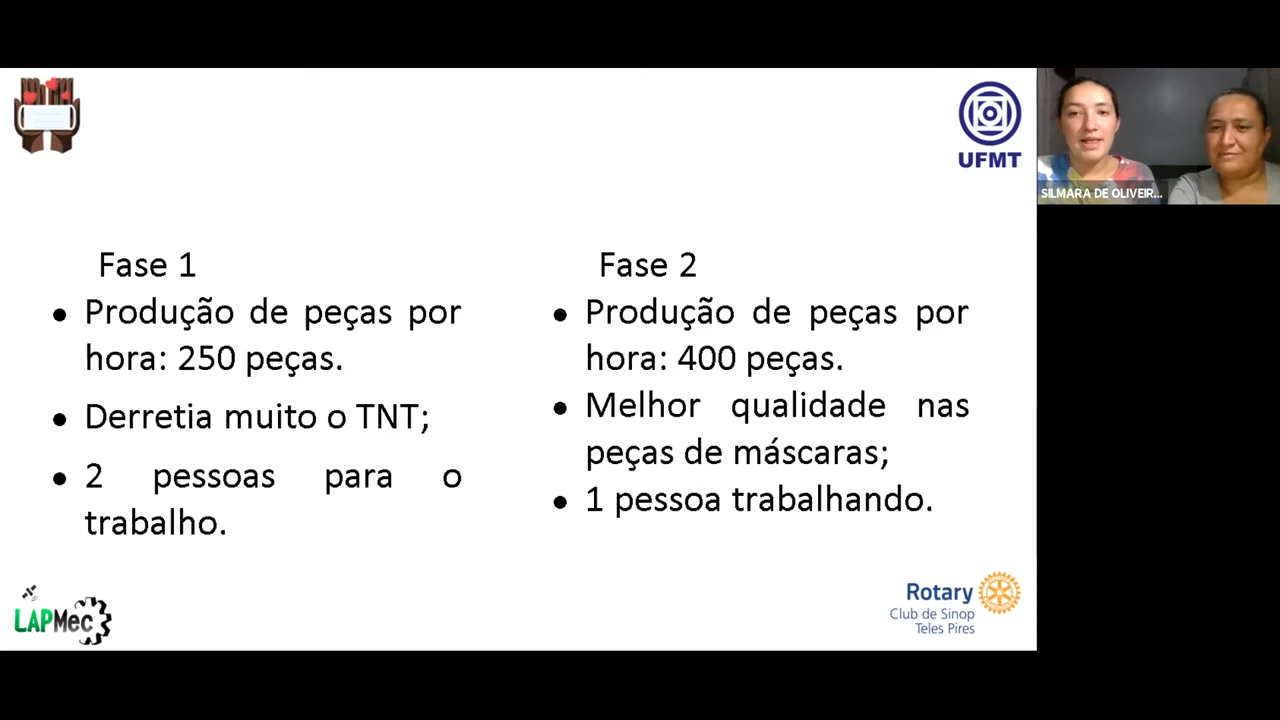 UFMT
SILMARA DE OLIVEIR...
Fase 1
• Produção de peças por
hora: 250 peças.
• Derretia muito o TNT;
• 2 pessoas para o
trabalho.
Fase 2
• Produção de peças por
hora: 400 peças.
• Melhor qualidade nas
peças de máscaras;
• 1 pessoa trabalhando.
LAPMec
Rotary
Club de Sinop
Teles Pires